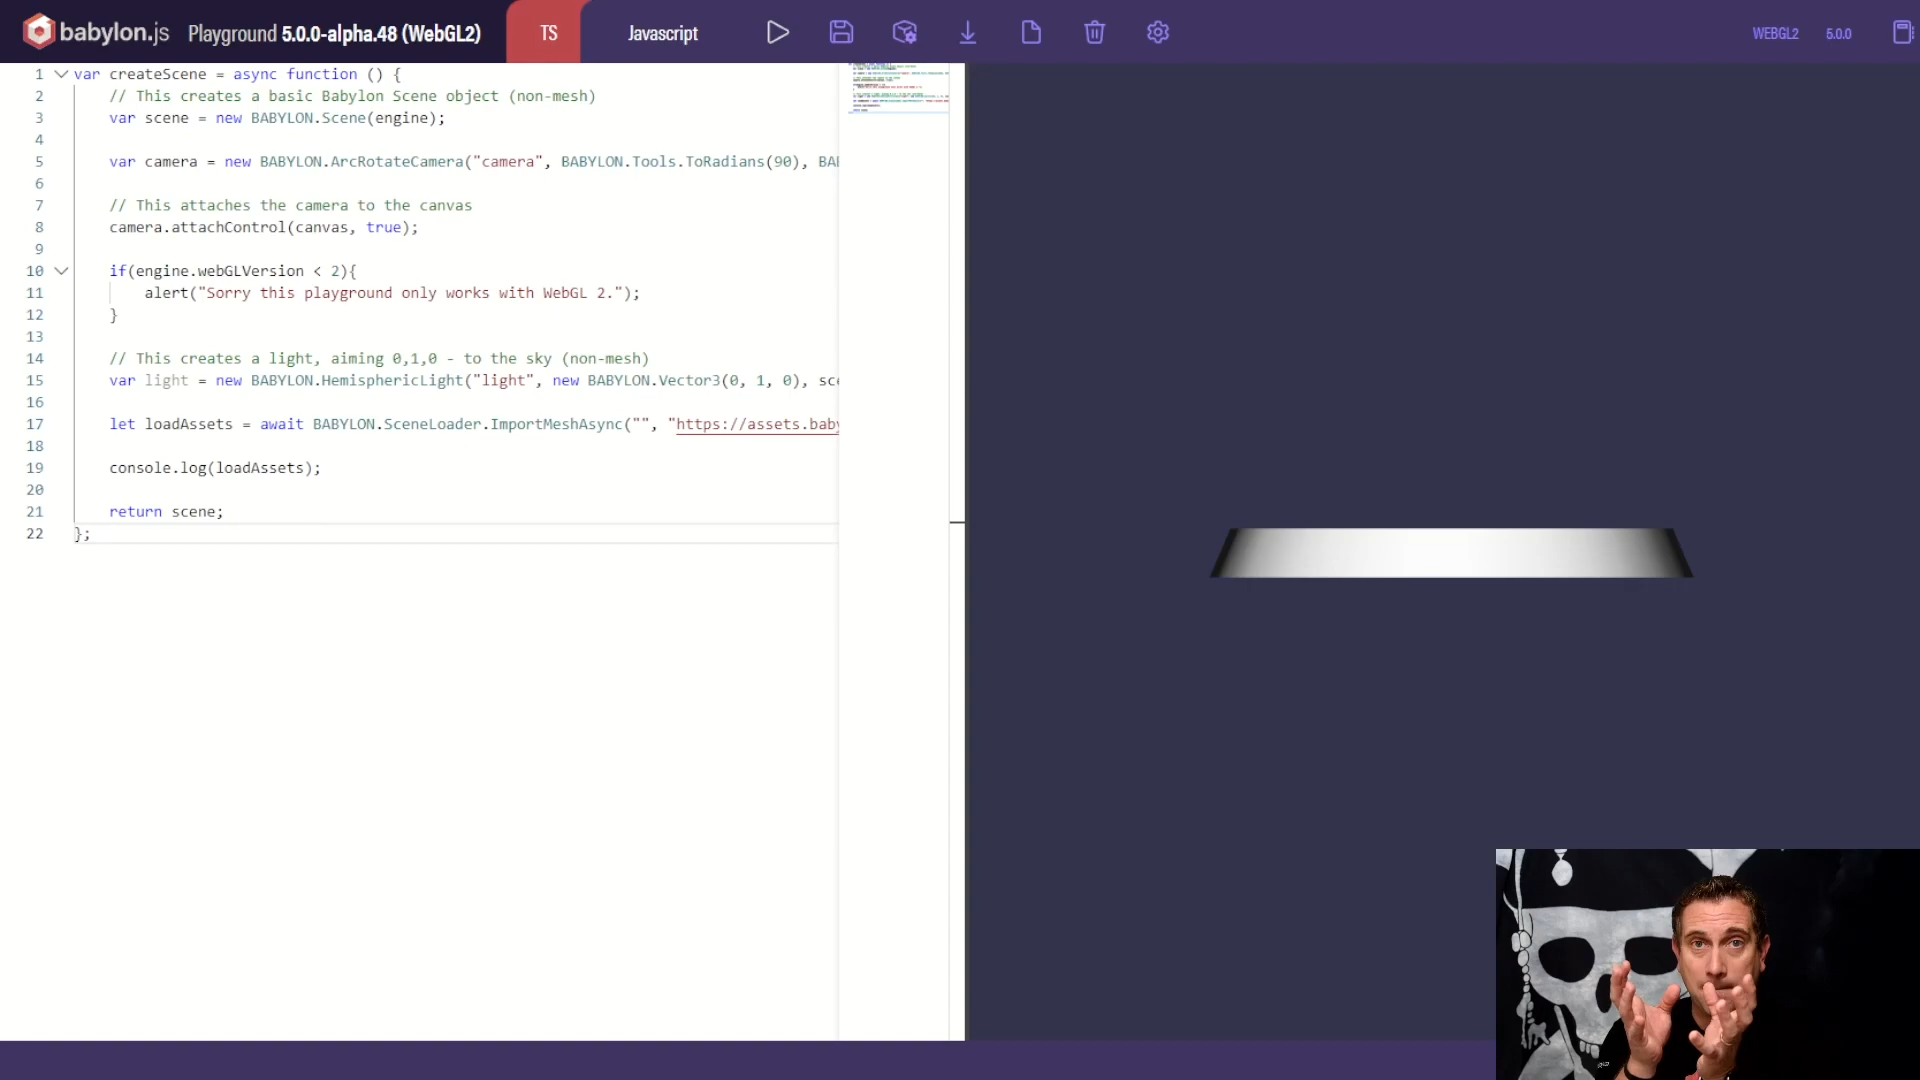 babylon.js Playground 5.0.0-alpha.48 (WebGL2) TS Javascript WEBGL2 5.0.0
1 var createScene = async function () {
2 // This creates a basic Babylon Scene object (non-mesh)
3 var scene = new BABYLON.Scene(engine);
4
5 var camera = new BABYLON.ArcRotateCamera("camera", BABYLON.Tools.ToRadians(90), BA
6
7 // This attaches the camera to the canvas
8 camera.attachControl(canvas, true);
9
10 if(engine.webGLVersion < 2){
11 alert("Sorry this playground only works with WebGL 2.");
12 }
13
14 // This creates a light, aiming 0,1,0 - to the sky (non-mesh)
15 var light = new BABYLON.HemisphericLight("light", new BABYLON.Vector3(0, 1, 0), sc
16
17 let loadAssets = await BABYLON.SceneLoader.ImportMeshAsync("", "https://assets.baby
18
19 console.log(loadAssets);
20
21 return scene;
22 };